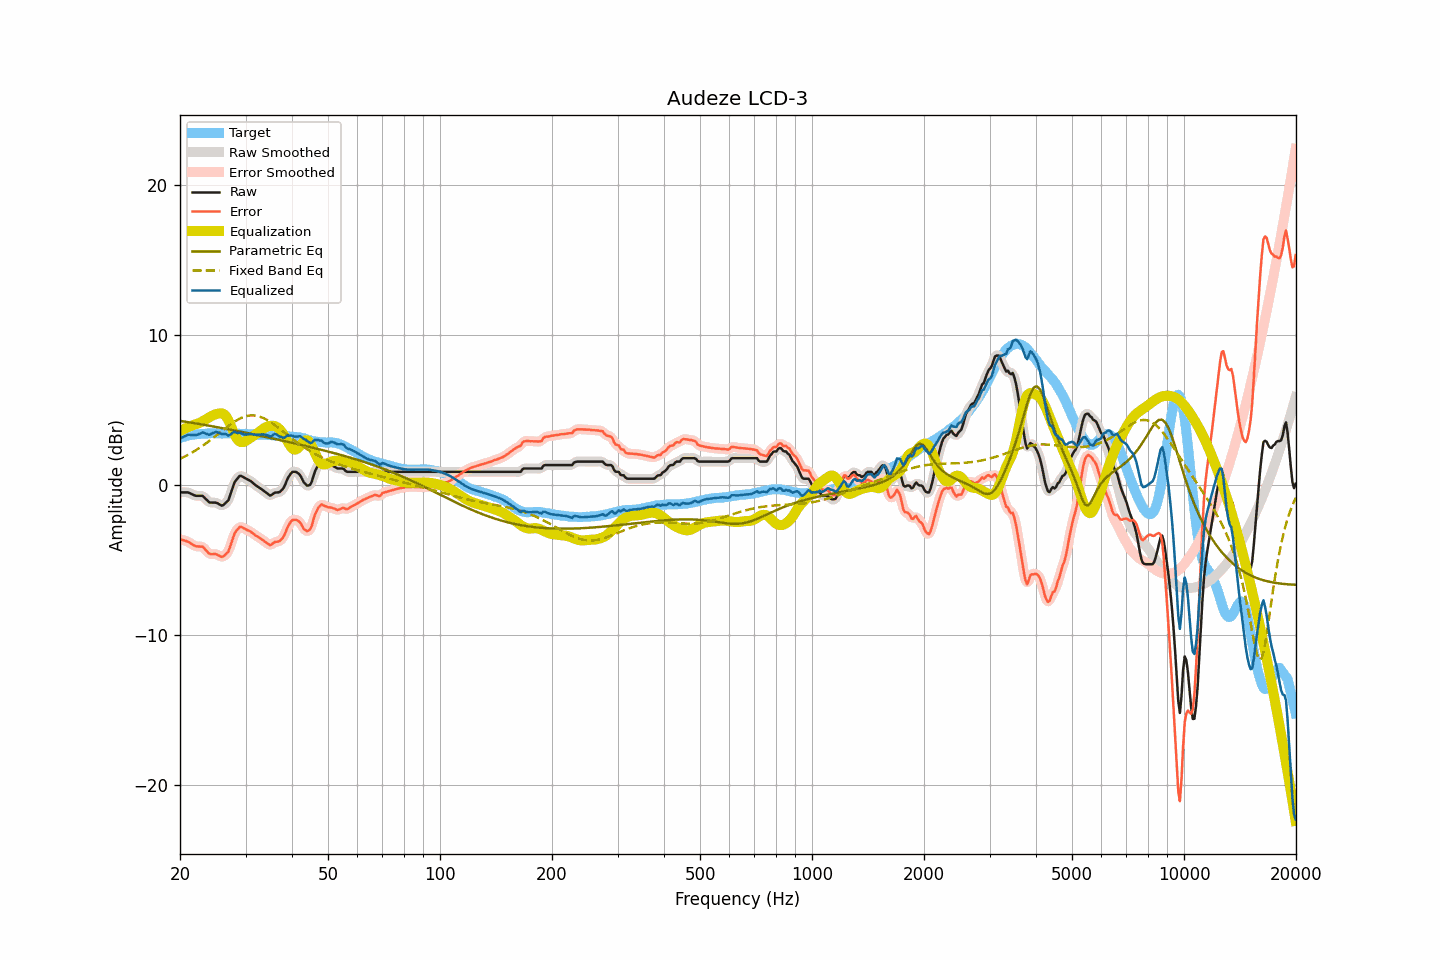 Audeze LCD-3
Target
Raw Smoothed
Error Smoothed
Raw
Error
Equalization
Parametric Eq
Fixed Band Eq
Equalized
20
10
0
−10
−20
Amplitude (dBr)
20 50 100 200 500 1000 2000 5000 10000 20000
Frequency (Hz)